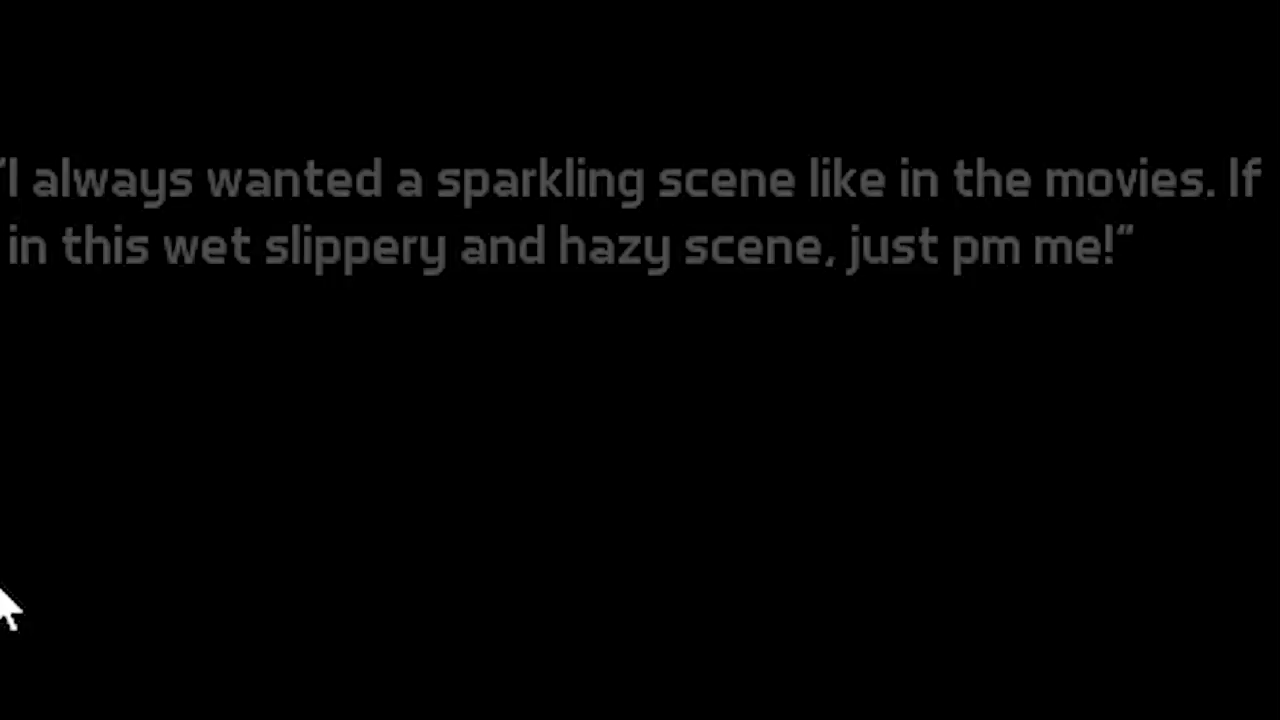 “I always wanted a sparkling scene like in the movies. If
in this wet slippery and hazy scene, just pm me!”